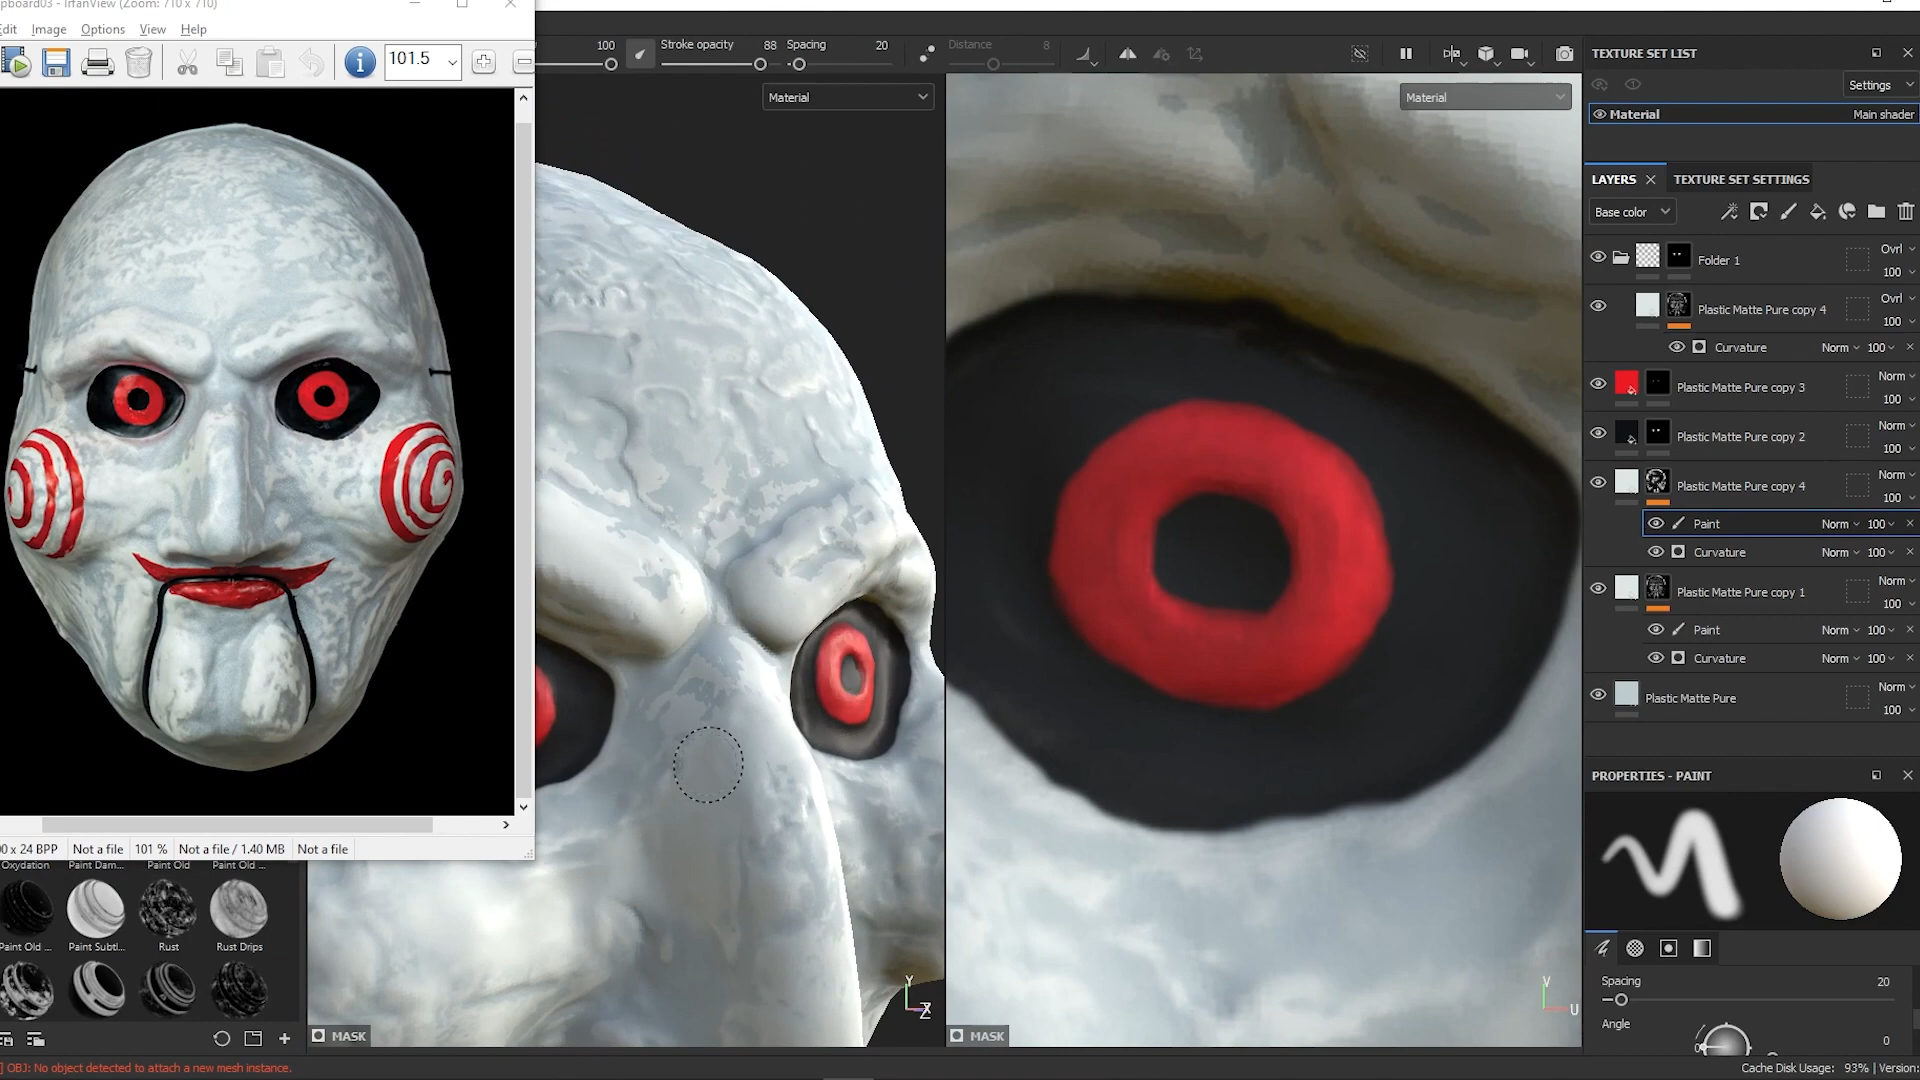 pboard03 - IrfanView (Zoom: 710 x 710)
Edit Image Options View Help
101.5
100 Stroke opacity 88 Spacing 20 Distance 8
Material
Material
TEXTURE SET LIST
Settings
Material Main shader
LAYERS TEXTURE SET SETTINGS
Base color
Folder 1 Ovrl 100
Plastic Matte Pure copy 4 Ovrl 100
Curvature Norm 100
Plastic Matte Pure copy 3 Norm 100
Plastic Matte Pure copy 2 Norm 100
Plastic Matte Pure copy 4 Norm 100
Paint Norm 100
Curvature Norm 100
Plastic Matte Pure copy 1 Norm 100
Paint Norm 100
Curvature Norm 100
Plastic Matte Pure Norm 100
PROPERTIES - PAINT
Spacing 20
Angle 0
0
00 x 24 BPP Not a file 101 % Not a file / 1.40 MB Not a file
Oxydation Paint Dam... Paint Old Paint Old ...
Paint Old ... Paint Subtl... Rust Rust Drips
Y
Z
X
V
U
MASK
MASK
] OBJ: No object detected to attach a new mesh instance.
Cache Disk Usage: 93% | Version: